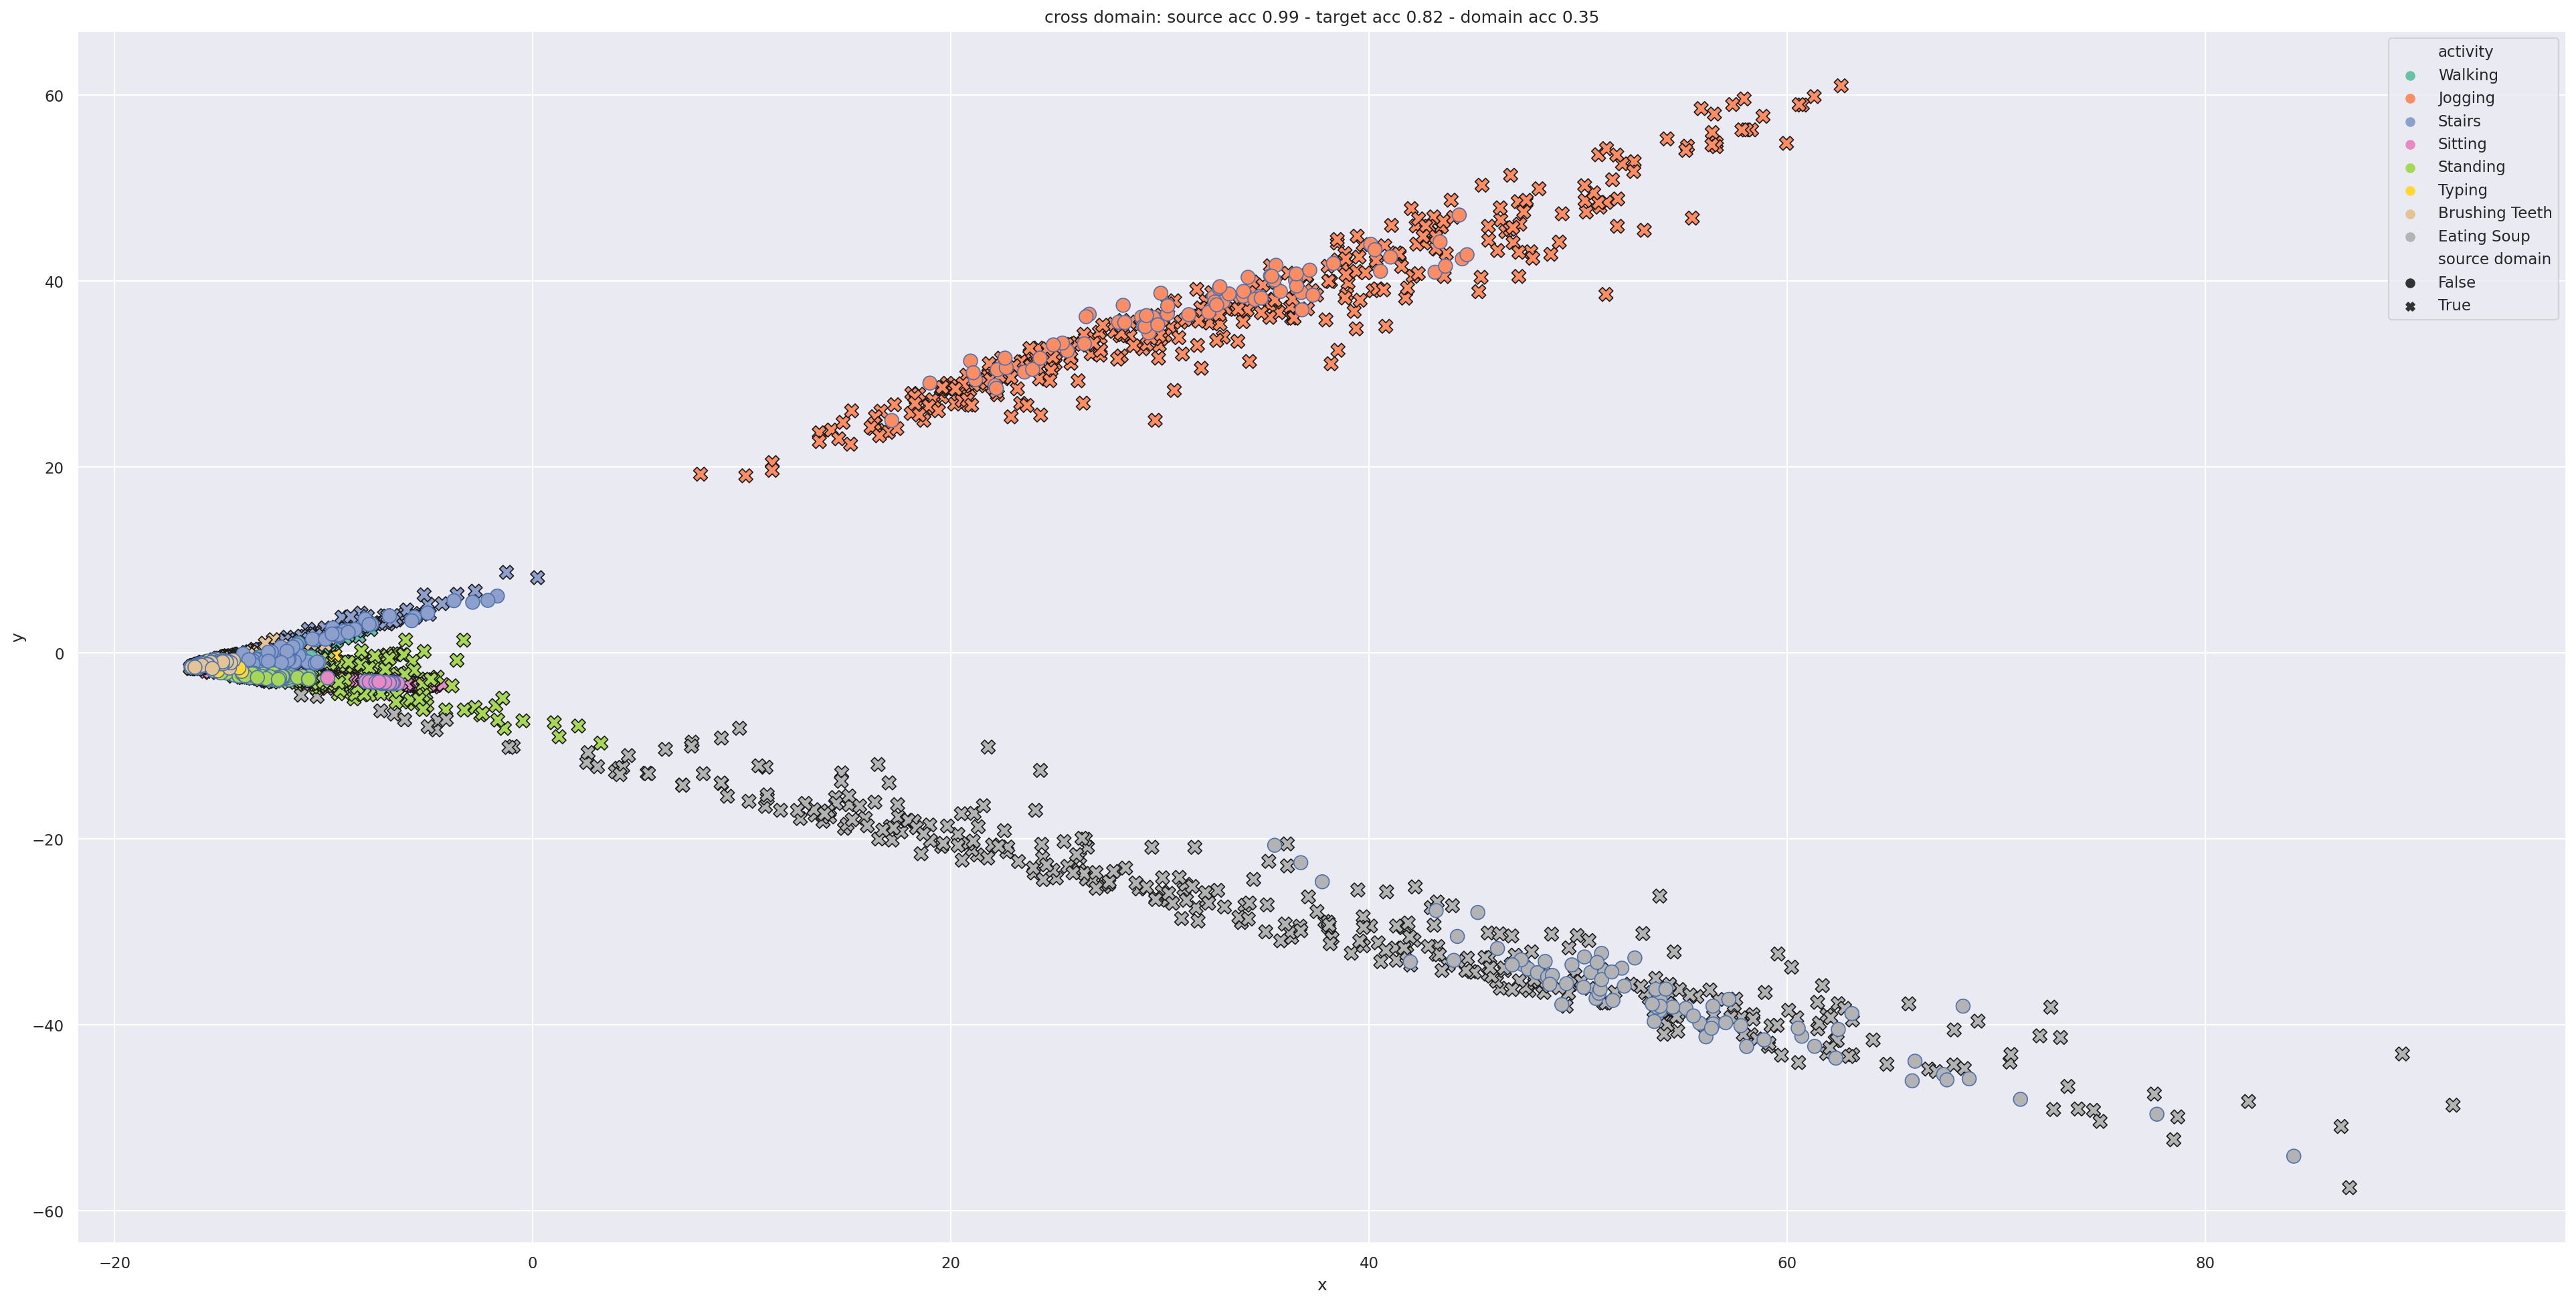 cross domain: source acc 0.99 - target acc 0.82 - domain acc 0.35
activity
Walking
Jogging
Stairs
Sitting
Standing
Typing
Brushing Teeth
Eating Soup
source domain
False
True
60
40
20
0
−20
−40
−60
y
−20 0 20 40 60 80
x